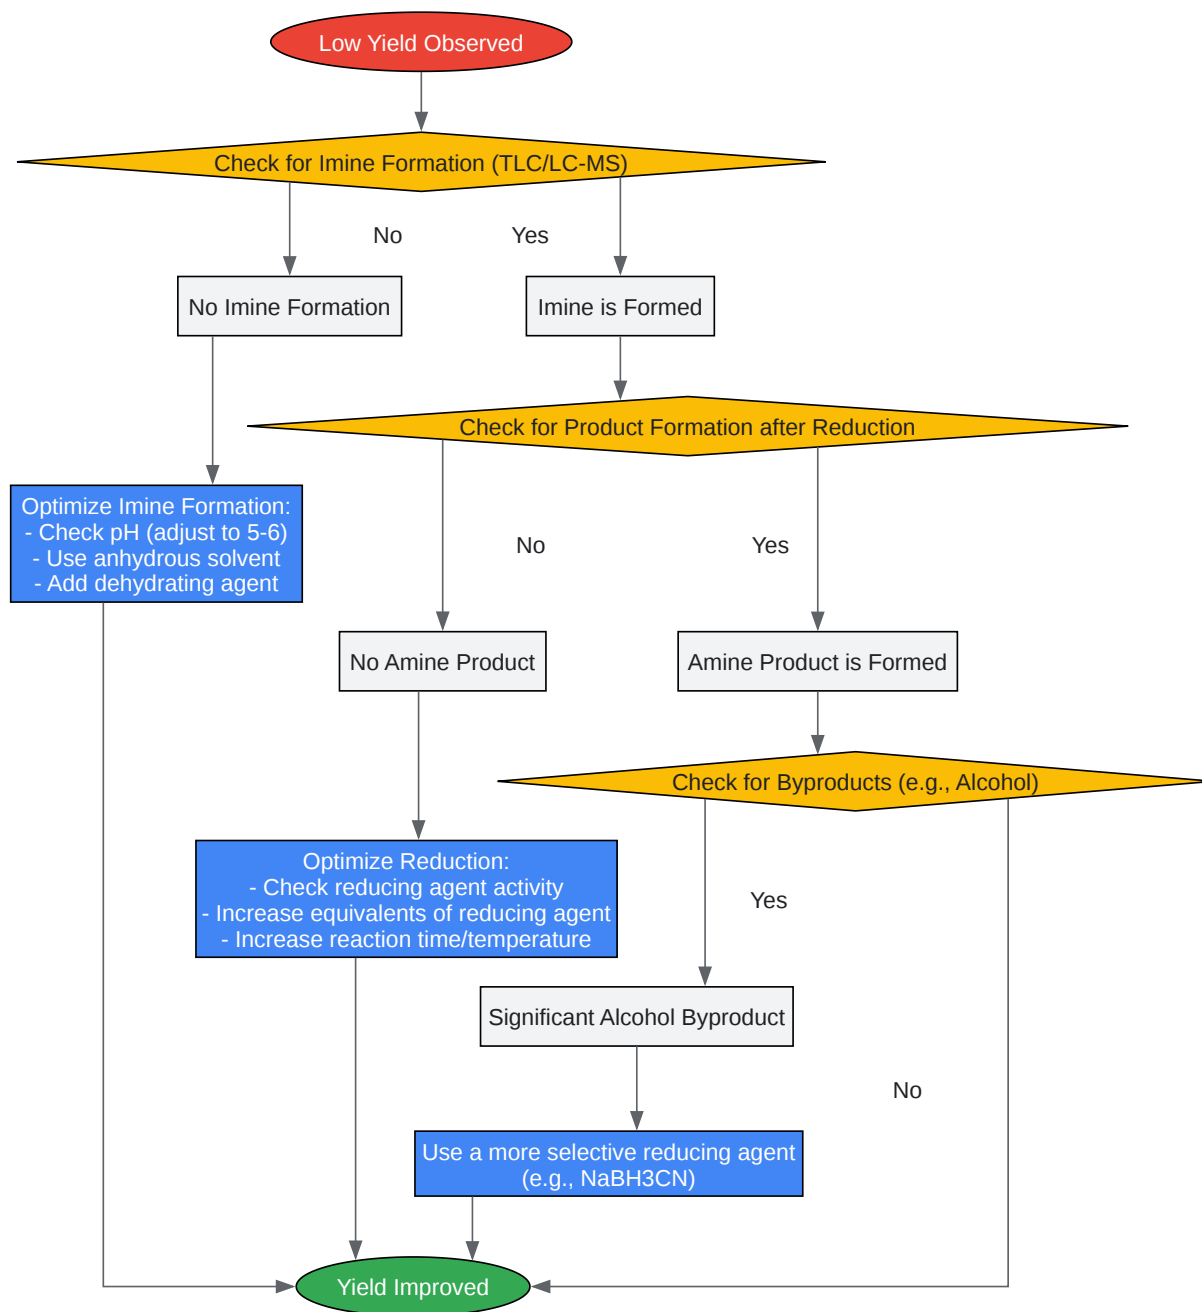 Low Yield Observed
Check for Imine Formation (TLC/LC-MS)
No
Yes
No Imine Formation
Imine is Formed
Check for Product Formation after Reduction
Optimize Imine Formation:
- Check pH (adjust to 5-6)
- Use anhydrous solvent
- Add dehydrating agent
No
Yes
No Amine Product
Amine Product is Formed
Check for Byproducts (e.g., Alcohol)
Optimize Reduction:
- Check reducing agent activity
- Increase equivalents of reducing agent
- Increase reaction time/temperature
Yes
Significant Alcohol Byproduct
No
Use a more selective reducing agent
(e.g., NaBH3CN)
Yield Improved